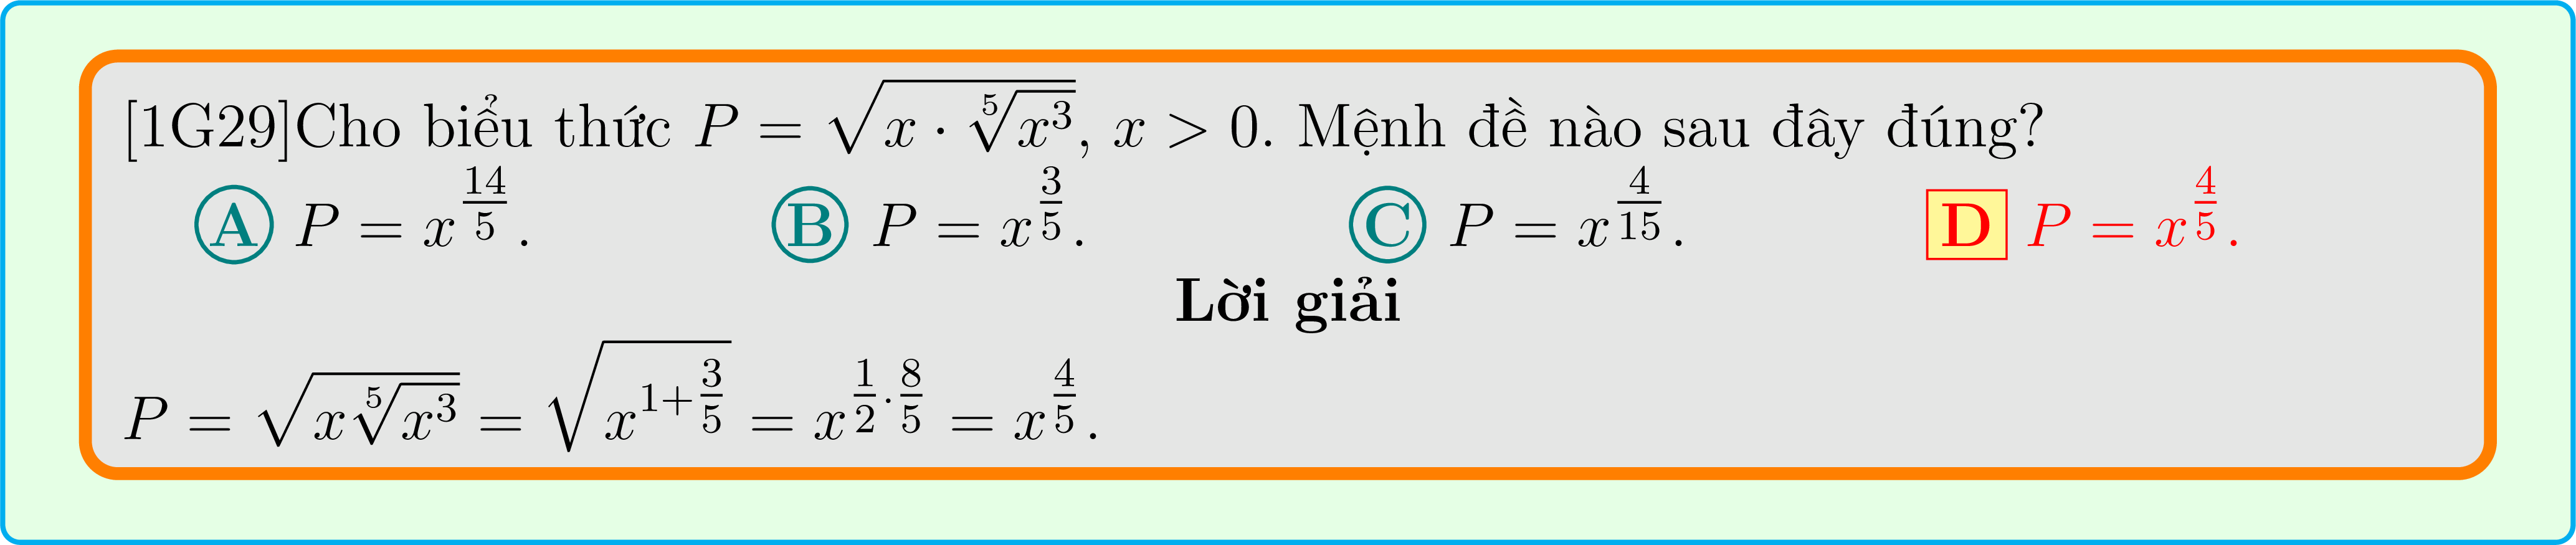 [1G29]Cho biểu thức $P = \sqrt{x \cdot \sqrt[5]{x^3}}$, $x > 0$. Mệnh đề nào sau đây đúng?
A $P = x^{\frac{14}{5}}$. B $P = x^{\frac{3}{5}}$. C $P = x^{\frac{4}{15}}$. D $P = x^{\frac{4}{5}}$.
Lời giải
$P = \sqrt{x\sqrt[5]{x^3}} = \sqrt{x^{1+\frac{3}{5}}} = x^{\frac{1}{2} \cdot \frac{8}{5}} = x^{\frac{4}{5}}$.